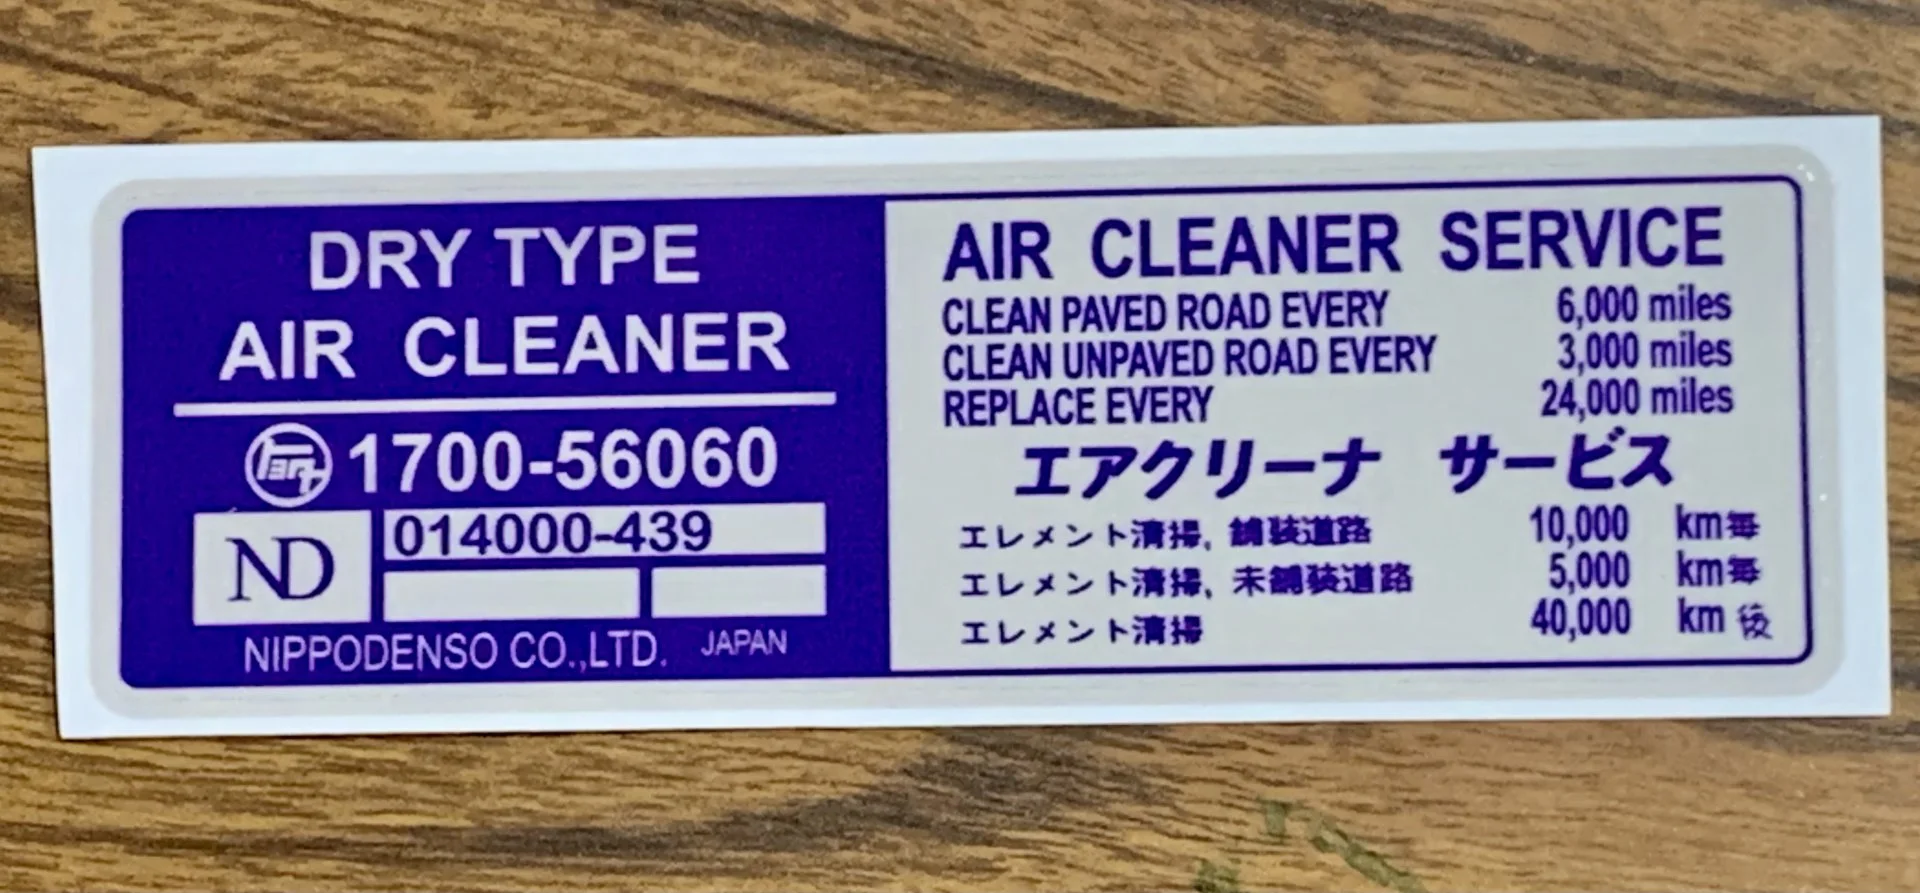 DRY TYPE
AIR CLEANER
トヨタ 1700-56060
ND 014000-439
NIPPODENSO CO.,LTD. JAPAN
AIR CLEANER SERVICE
CLEAN PAVED ROAD EVERY 6,000 miles
CLEAN UNPAVED ROAD EVERY 3,000 miles
REPLACE EVERY 24,000 miles
エアクリーナ サービス
エレメント清掃, 舗装道路 10,000 km毎
エレメント清掃, 未舗装道路 5,000 km毎
エレメント清掃 40,000 km後